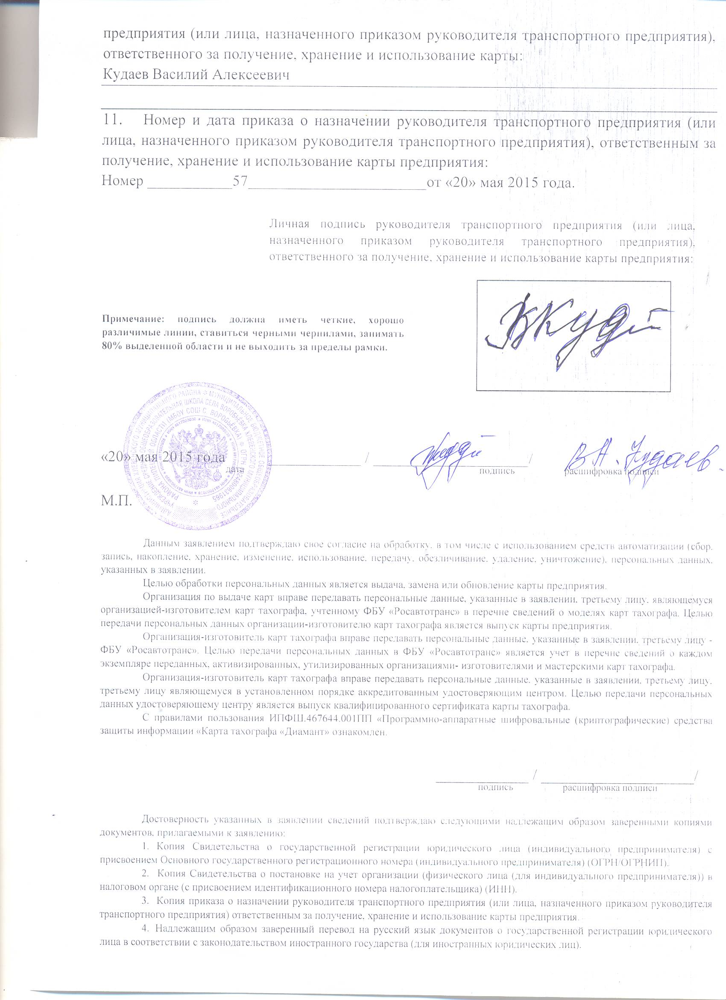 предприятия (или лица, назначенного приказом руководителя транспортного предприятия),
ответственного за получение, хранение и использование карты:
Кудаев Василий Алексеевич
11. Номер и дата приказа о назначении руководителя транспортного предприятия (или
лица, назначенного приказом руководителя транспортного предприятия), ответственным за
получение, хранение и использование карты предприятия:
Номер ____________57_________________________от «20» мая 2015 года.
Личная подпись руководителя транспортного предприятия (или лица,
назначенного приказом руководителя транспортного предприятия),
ответственного за получение, хранение и использование карты предприятия:
Примечание: подпись должна иметь четкие, хорошо
различимые линии, ставиться черными чернилами, занимать
80% выделенной области и не выходить за пределы рамки.
ВКуд
«20» мая 2015 года / / В А. Кудаев.
дата подпись расшифровка подписи
М.П.
МУНИЦИПАЛЬНОГО РАЙОНА * МУНИЦИПАЛЬНОЕ БЮДЖЕТНОЕ ОБЩЕОБРАЗОВАТЕЛЬНОЕ
УЧРЕЖДЕНИЕ СРЕДНЯЯ ОБЩЕОБРАЗОВАТЕЛЬНАЯ ШКОЛА СЕЛА ВОРОБЬЁВКА ХЛЕВЕНСКОГО МУНИЦИПАЛЬНОГО
РАЙОНА ЛИПЕЦКОЙ ОБЛАСТИ (МБОУ СОШ С. ВОРОБЬЁВКА) * ОГРН 1024800631965
ИНН 4817003038 * ИНН 4817003038
Данным заявлением подтверждаю свое согласие на обработку, в том числе с использованием средств автоматизации (сбор,
запись, накопление, хранение, изменение, использование, передачу, обезличивание, удаление, уничтожение), персональных данных,
указанных в заявлении.
Целью обработки персональных данных является выдача, замена или обновление карты предприятия.
Организация по выдаче карт вправе передавать персональные данные, указанные в заявлении, третьему лицу, являющемуся
организацией-изготовителем карт тахографа, учтенному ФБУ «Росавтотранс» в перечне сведений о моделях карт тахографа. Целью
передачи персональных данных организации-изготовителю карт тахографа является выпуск карты предприятия.
Организация-изготовитель карт тахографа вправе передавать персональные данные, указанные в заявлении, третьему лицу -
ФБУ «Росавтотранс». Целью передачи персональных данных в ФБУ «Росавтотранс» является учет в перечне сведений о каждом
экземпляре переданных, активизированных, утилизированных организациями- изготовителями и мастерскими карт тахографа.
Организация-изготовитель карт тахографа вправе передавать персональные данные, указанные в заявлении, третьему лицу,
третьему лицу являющемуся в установленном порядке аккредитованным удостоверяющим центром. Целью передачи персональных
данных удостоверяющему центру является выпуск квалифицированного сертификата карты тахографа.
С правилами пользования ИПФШ.467644.001ПП «Программно-аппаратные шифровальные (криптографические) средства
защиты информации «Карта тахографа «Диамант» ознакомлен.
/ /
подпись расшифровка подписи
Достоверность указанных в заявлении сведений подтверждаю следующими надлежащим образом заверенными копиями
документов, прилагаемыми к заявлению:
1. Копия Свидетельства о государственной регистрации юридического лица (индивидуального предпринимателя) с
присвоением Основного государственного регистрационного номера (индивидуального предпринимателя) (ОГРН/ОГРНИП).
2. Копия Свидетельства о постановке на учет организации (физического лица (для индивидуального предпринимателя)) в
налоговом органе (с присвоением идентификационного номера налогоплательщика) (ИНН).
3. Копия приказа о назначении руководителя транспортного предприятия (или лица, назначенного приказом руководителя
транспортного предприятия) ответственным за получение, хранение и использование карты предприятия.
4. Надлежащим образом заверенный перевод на русский язык документов о государственной регистрации юридического
лица в соответствии с законодательством иностранного государства (для иностранных юридических лиц).